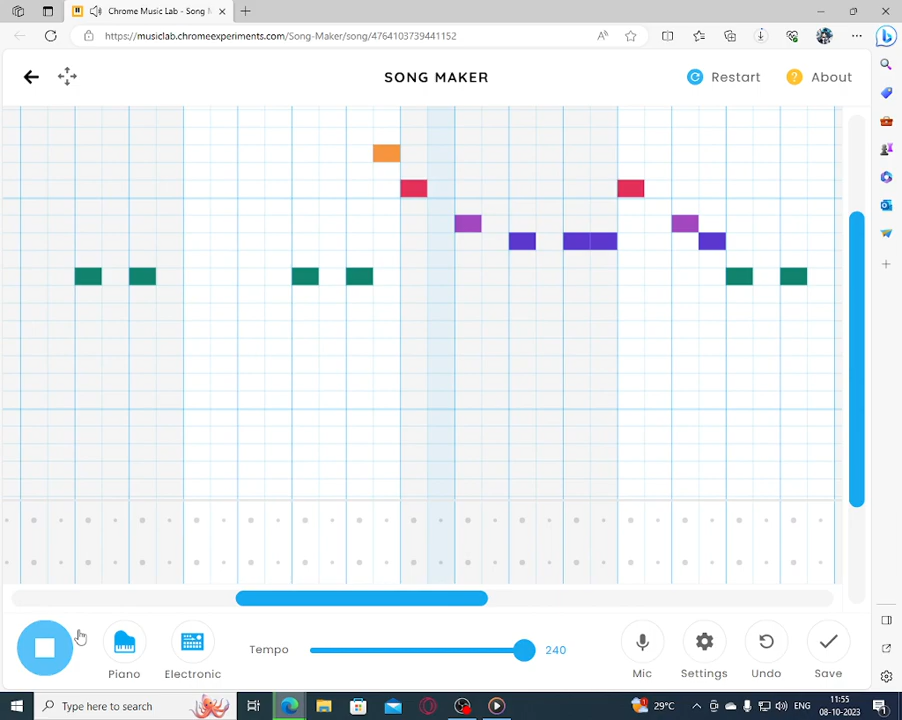 Chrome Music Lab - Song M
https://musiclab.chromeexperiments.com/Song-Maker/song/4764103739441152
SONG MAKER
Restart
About
Piano
Electronic
Tempo
240
Mic
Settings
Undo
Save
Type here to search
29°C
ENG
11:55
08-10-2023